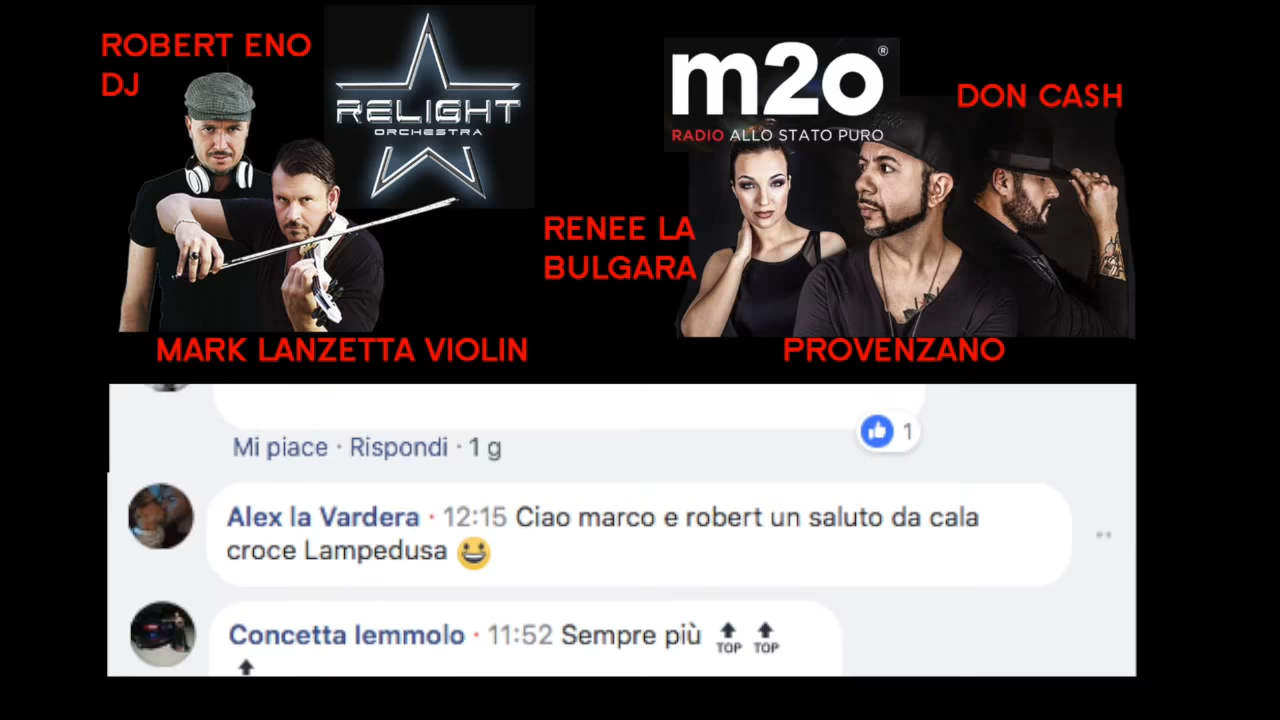 ROBERT ENO
DJ
RELIGHT
ORCHESTRA
m2o®
RADIO ALLO STATO PURO
DON CASH
RENEE LA
BULGARA
MARK LANZETTA VIOLIN
PROVENZANO
Mi piace · Rispondi · 1 g
1
Alex la Vardera · 12:15 Ciao marco e robert un saluto da cala
croce Lampedusa 😀
Concetta Iemmolo · 11:52 Sempre più 🔝 🔝